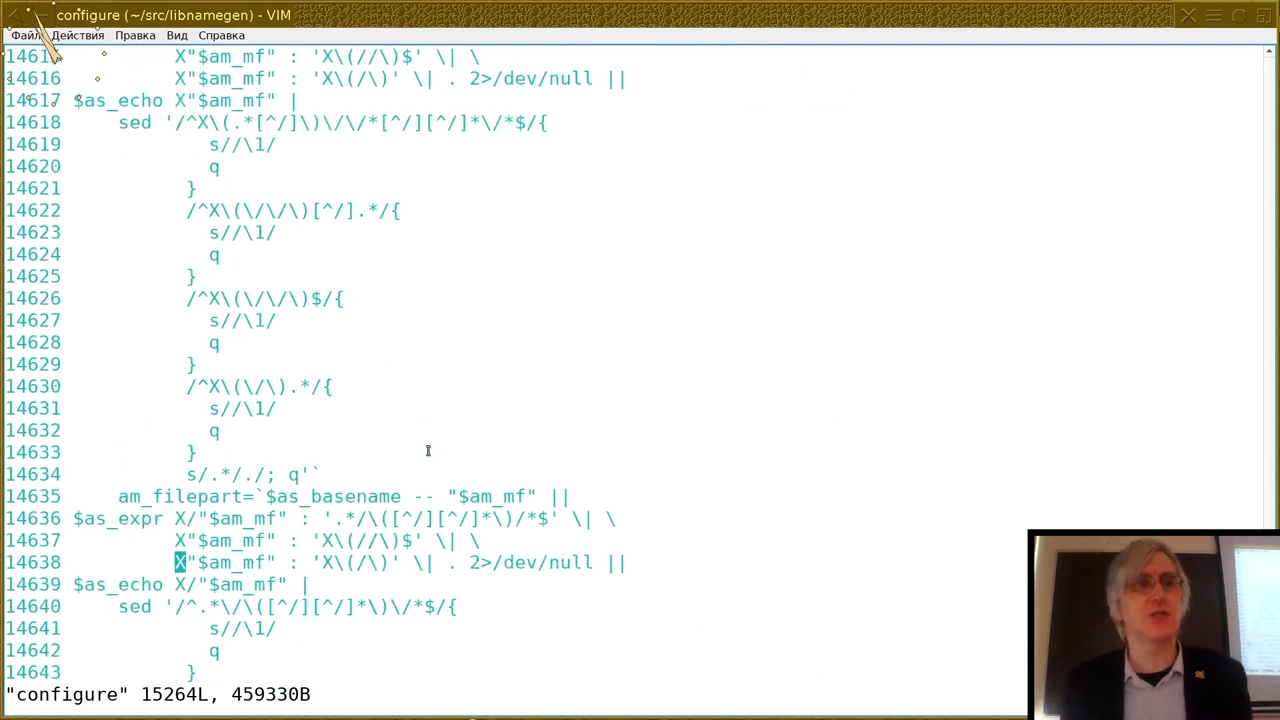 configure (~/src/libnamegen) - VIM
Файл Действия Правка Вид Справка
14615          X"$am_mf" : 'X\(//\)$' \| \
14616          X"$am_mf" : 'X\(/\)' \| . 2>/dev/null ||
14617 $as_echo X"$am_mf" |
14618     sed '/^X\(.*[^/]\)\/\/*[^/][^/]*\/*$/{
14619             s//\1/
14620             q
14621           }
14622           /^X\(\/\/\)[^/].*/{
14623             s//\1/
14624             q
14625           }
14626           /^X\(\/\/\)$/{
14627             s//\1/
14628             q
14629           }
14630           /^X\(\/\).*/{
14631             s//\1/
14632             q
14633           }
14634           s/.*/./; q'`
14635     am_filepart=`$as_basename -- "$am_mf" ||
14636 $as_expr X/"$am_mf" : '.*/\([^/][^/]*\)/*$' \| \
14637          X"$am_mf" : 'X\(//\)$' \| \
14638          X"$am_mf" : 'X\(/\)' \| . 2>/dev/null ||
14639 $as_echo X/"$am_mf" |
14640     sed '/^.*\/\([^/][^/]*\)\/*$/{
14641             s//\1/
14642             q
14643           }
"configure" 15264L, 459330B